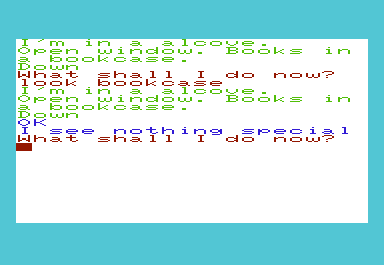 I'm in a alcove.
Open window. Books in
a bookcase.
Down
What shall I do now?
look bookcase
I'm in a alcove.
Open window. Books in
a bookcase.
Down
OK
I see nothing special
What shall I do now?